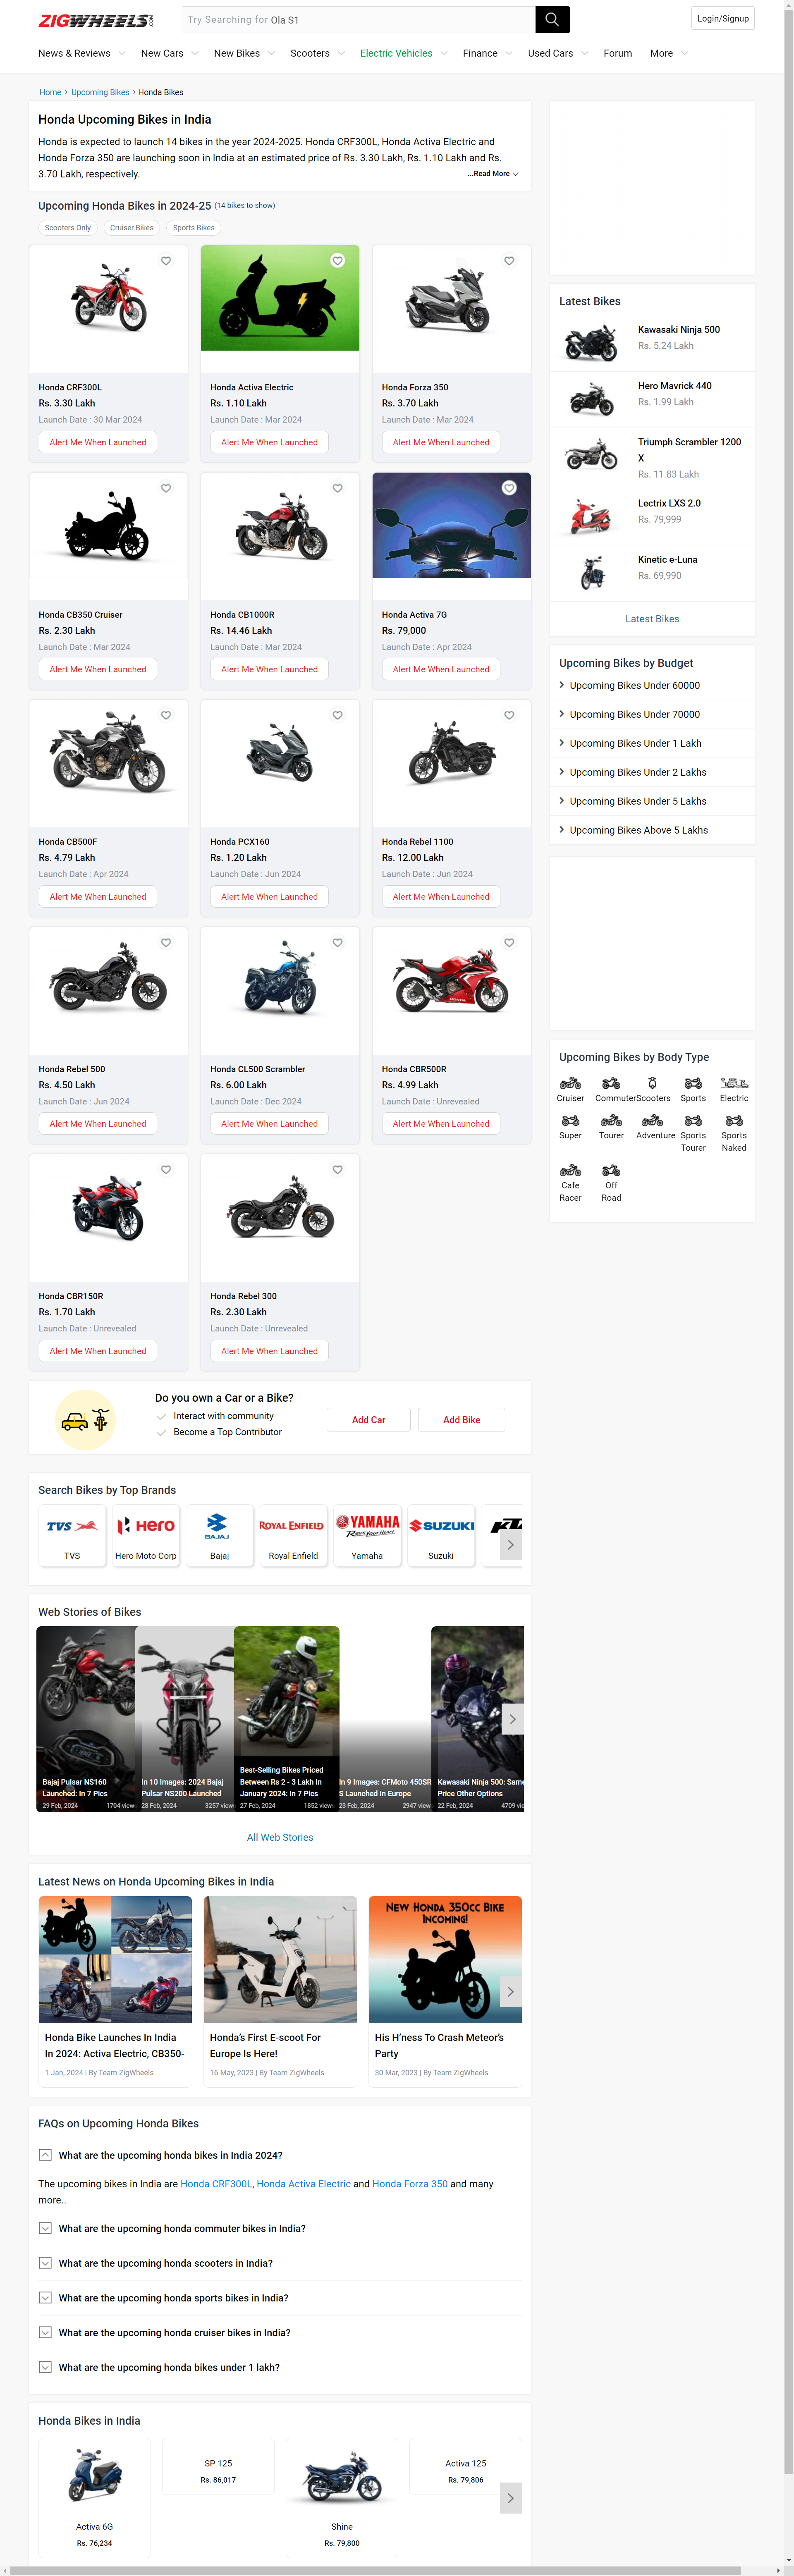 ZIGWHEELS.COM
Try Searching for Ola S1
Login/Signup
News & Reviews New Cars New Bikes Scooters Electric Vehicles Finance Used Cars Forum More
Home › Upcoming Bikes › Honda Bikes
Honda Upcoming Bikes in India
Honda is expected to launch 14 bikes in the year 2024-2025. Honda CRF300L, Honda Activa Electric and
Honda Forza 350 are launching soon in India at an estimated price of Rs. 3.30 Lakh, Rs. 1.10 Lakh and Rs.
3.70 Lakh, respectively.
...Read More
Upcoming Honda Bikes in 2024-25 (14 bikes to show)
Scooters Only Cruiser Bikes Sports Bikes
Honda CRF300L
Rs. 3.30 Lakh
Launch Date : 30 Mar 2024
Alert Me When Launched
Honda Activa Electric
Rs. 1.10 Lakh
Launch Date : Mar 2024
Alert Me When Launched
Honda Forza 350
Rs. 3.70 Lakh
Launch Date : Mar 2024
Alert Me When Launched
Honda CB350 Cruiser
Rs. 2.30 Lakh
Launch Date : Mar 2024
Alert Me When Launched
Honda CB1000R
Rs. 14.46 Lakh
Launch Date : Mar 2024
Alert Me When Launched
HONDA
Honda Activa 7G
Rs. 79,000
Launch Date : Apr 2024
Alert Me When Launched
Honda CB500F
Rs. 4.79 Lakh
Launch Date : Apr 2024
Alert Me When Launched
Honda PCX160
Rs. 1.20 Lakh
Launch Date : Jun 2024
Alert Me When Launched
Honda Rebel 1100
Rs. 12.00 Lakh
Launch Date : Jun 2024
Alert Me When Launched
Honda Rebel 500
Rs. 4.50 Lakh
Launch Date : Jun 2024
Alert Me When Launched
Honda CL500 Scrambler
Rs. 6.00 Lakh
Launch Date : Dec 2024
Alert Me When Launched
Honda CBR500R
Rs. 4.99 Lakh
Launch Date : Unrevealed
Alert Me When Launched
Honda CBR150R
Rs. 1.70 Lakh
Launch Date : Unrevealed
Alert Me When Launched
Honda Rebel 300
Rs. 2.30 Lakh
Launch Date : Unrevealed
Alert Me When Launched
Latest Bikes
Kawasaki Ninja 500
Rs. 5.24 Lakh
Hero Mavrick 440
Rs. 1.99 Lakh
Triumph Scrambler 1200
X
Rs. 11.83 Lakh
Lectrix LXS 2.0
Rs. 79,999
Kinetic e-Luna
Rs. 69,990
Latest Bikes
Upcoming Bikes by Budget
Upcoming Bikes Under 60000
Upcoming Bikes Under 70000
Upcoming Bikes Under 1 Lakh
Upcoming Bikes Under 2 Lakhs
Upcoming Bikes Under 5 Lakhs
Upcoming Bikes Above 5 Lakhs
Upcoming Bikes by Body Type
Cruiser Commuter Scooters Sports Electric
Super Tourer Adventure Sports Tourer Sports Naked
Cafe Racer Off Road
Do you own a Car or a Bike?
Interact with community
Become a Top Contributor
Add Car Add Bike
Search Bikes by Top Brands
TVS Hero BAJAJ ROYAL ENFIELD YAMAHA SUZUKI KT
Revs Your Heart
TVS Hero Moto Corp Bajaj Royal Enfield Yamaha Suzuki
Web Stories of Bikes
Bajaj Pulsar NS160
Launched: In 7 Pics
29 Feb, 2024 1704 views
In 10 Images: 2024 Bajaj
Pulsar NS200 Launched
28 Feb, 2024 3257 views
Best-Selling Bikes Priced
Between Rs 2 - 3 Lakh In
January 2024: In 7 Pics
27 Feb, 2024 1852 views
In 9 Images: CFMoto 450SR
S Launched In Europe
23 Feb, 2024 2947 views
Kawasaki Ninja 500: Same
Price Other Options
22 Feb, 2024 4709 vie
All Web Stories
Latest News on Honda Upcoming Bikes in India
Honda Bike Launches In India
In 2024: Activa Electric, CB350-
1 Jan, 2024 | By Team ZigWheels
Honda's First E-scoot For
Europe Is Here!
16 May, 2023 | By Team ZigWheels
NEW HONDA 350CC BIKE
INCOMING!
His H'ness To Crash Meteor's
Party
30 Mar, 2023 | By Team ZigWheels
FAQs on Upcoming Honda Bikes
What are the upcoming honda bikes in India 2024?
The upcoming bikes in India are Honda CRF300L, Honda Activa Electric and Honda Forza 350 and many
more..
What are the upcoming honda commuter bikes in India?
What are the upcoming honda scooters in India?
What are the upcoming honda sports bikes in India?
What are the upcoming honda cruiser bikes in India?
What are the upcoming honda bikes under 1 lakh?
Honda Bikes in India
Activa 6G
Rs. 76,234
SP 125
Rs. 86,017
Shine
Rs. 79,800
Activa 125
Rs. 79,806